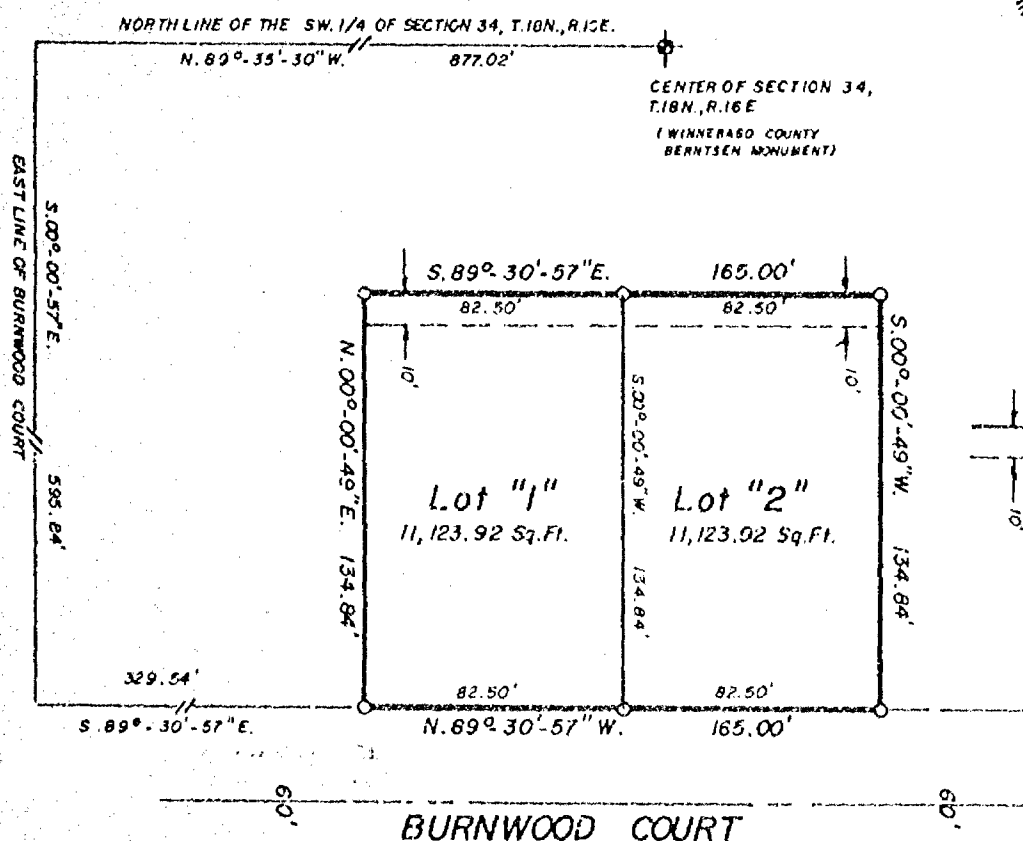 NORTH LINE OF THE SW. 1/4 OF SECTION 34, T.18N., R.16E.
N. 89°-35'-30" W. 877.02'
CENTER OF SECTION 34,
T.18N., R.16E
(WINNEBAGO COUNTY
BERNTSEN MONUMENT)
EAST LINE OF BURNWOOD COURT
S.00°-00'-57"E. 595.84'
S.89°-30'-57"E. 165.00'
82.50' 82.50'
10' 10'
N.00°-00'-49"E. 134.84'
S.00°-00'-49"W. 134.84'
S.00°-00'-49"W. 134.84'
10'
Lot "1" Lot "2"
11,123.92 Sq.Ft. 11,123.92 Sq.Ft.
329.54'
S.89°-30'-57"E.
82.50' 82.50'
N.89°-30'-57"W. 165.00'
60' 60'
BURNWOOD COURT